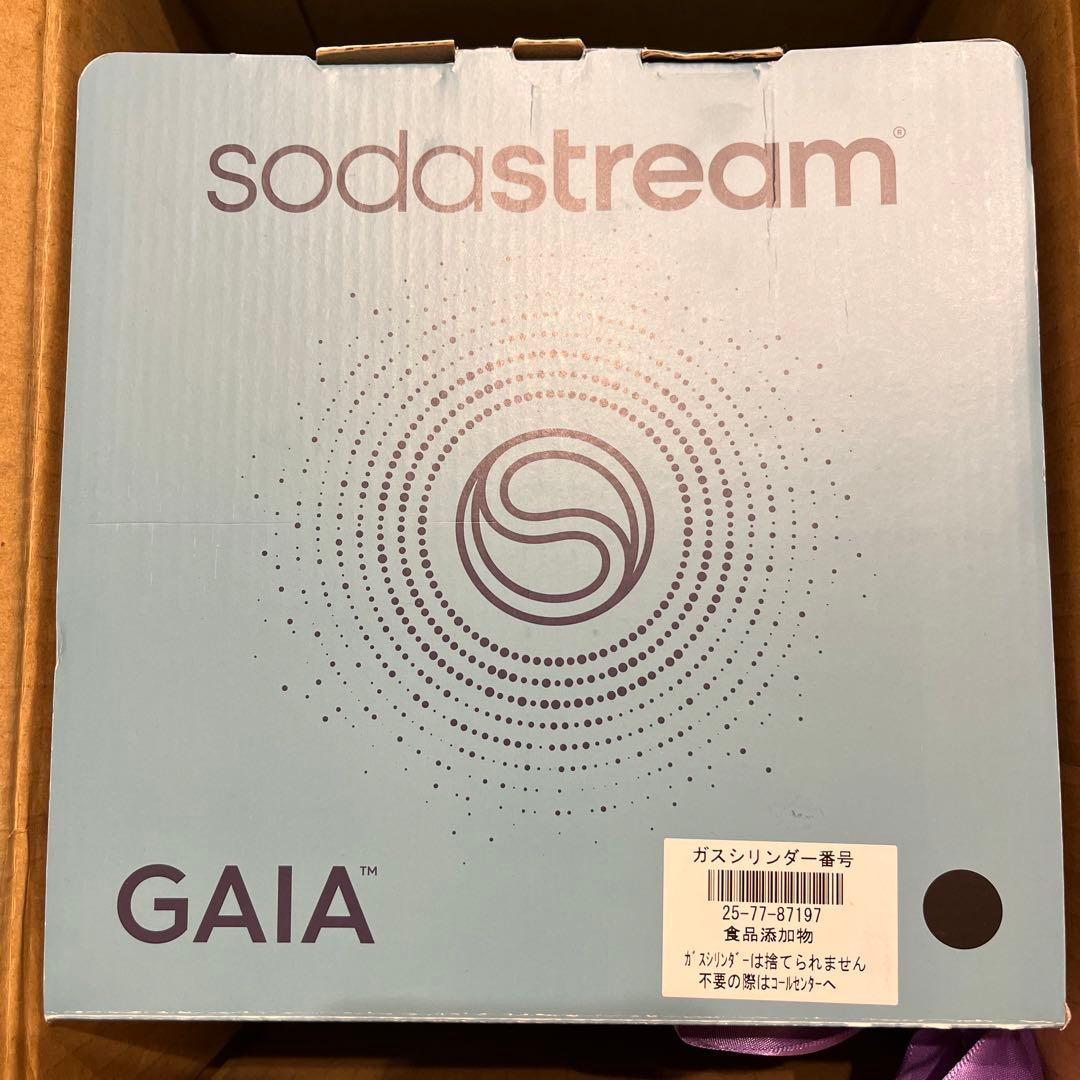 sodastream®
GAIA™
ガスシリンダー番号
25-77-87197
食品添加物
ｶﾞｽｼﾘﾝﾀﾞｰは捨てられません
不要の際はｺｰﾙｾﾝﾀｰへ